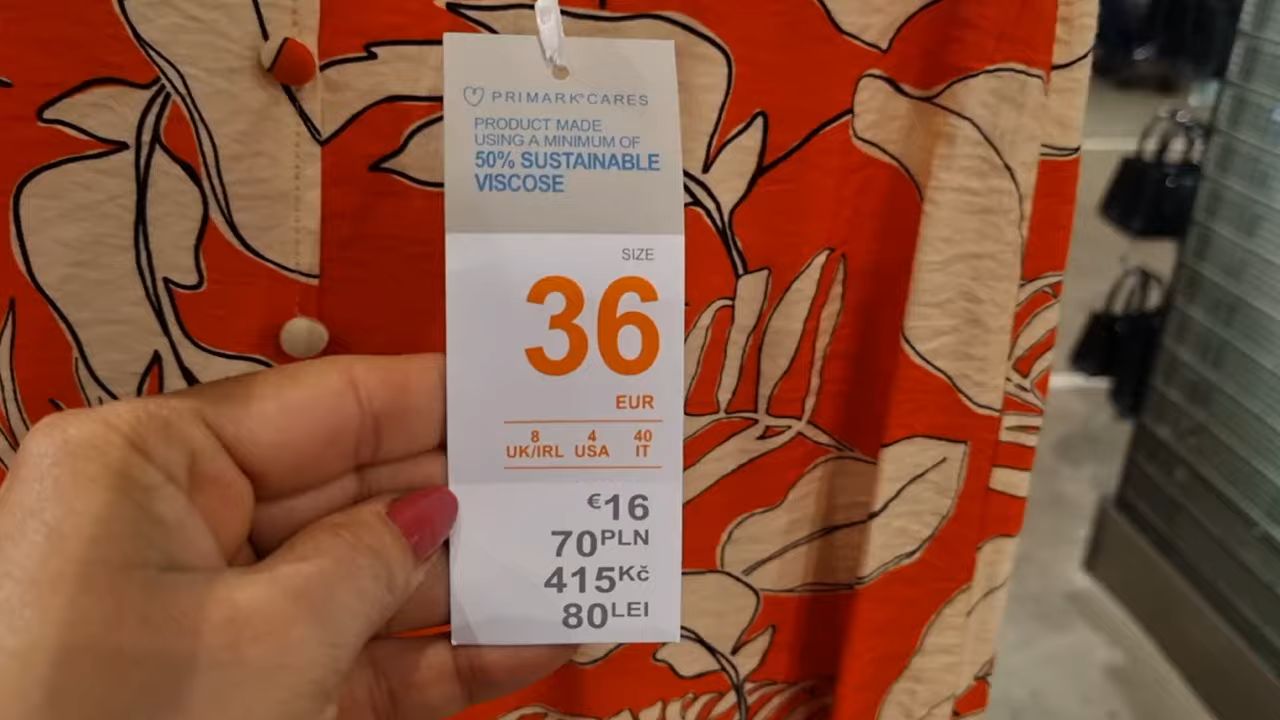 PRIMARK CARES
PRODUCT MADE
USING A MINIMUM OF
50% SUSTAINABLE
VISCOSE
SIZE
36
EUR
8 4 40
UK/IRL USA IT
€16
70PLN
415Kč
80LEI